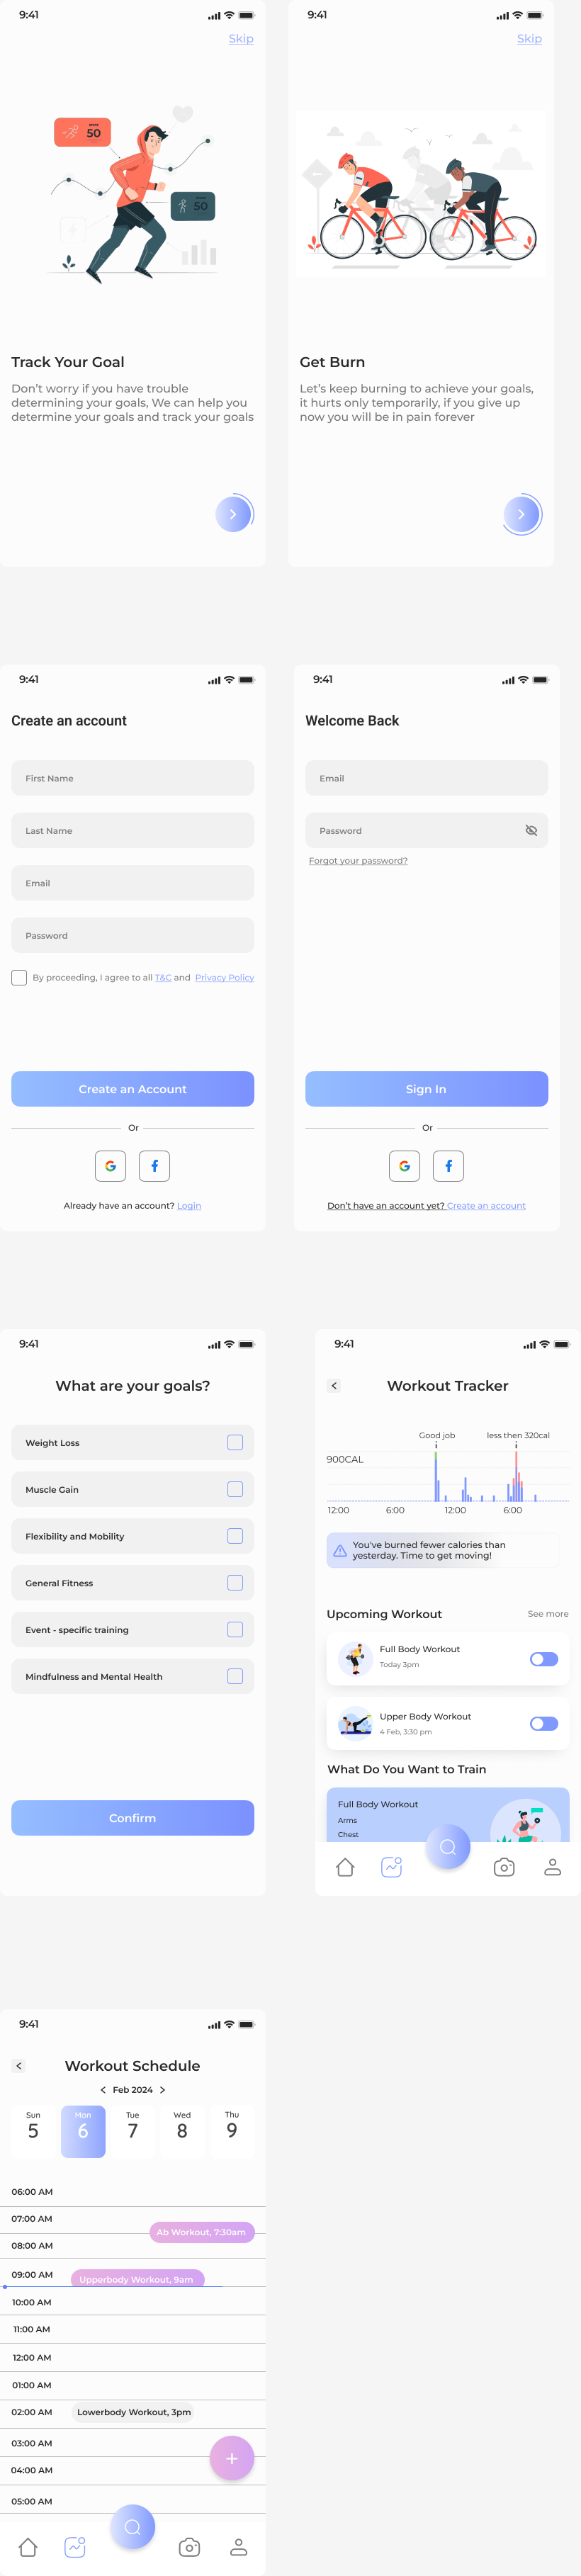 9:41
Skip
50
50
Track Your Goal
Don't worry if you have trouble
determining your goals, We can help you
determine your goals and track your goals
9:41
Skip
Get Burn
Let's keep burning to achieve your goals,
it hurts only temporarily, if you give up
now you will be in pain forever
9:41
Create an account
First Name
Last Name
Email
Password
By proceeding, I agree to all T&C and Privacy Policy
Create an Account
Or
Already have an account? Login
9:41
Welcome Back
Email
Password
Forgot your password?
Sign In
Or
Don't have an account yet? Create an account
9:41
What are your goals?
Weight Loss
Muscle Gain
Flexibility and Mobility
General Fitness
Event - specific training
Mindfulness and Mental Health
Confirm
9:41
Workout Tracker
Good job less then 320cal
900CAL
12:00 6:00 12:00 6:00
You've burned fewer calories than
yesterday. Time to get moving!
Upcoming Workout See more
Full Body Workout
Today 3pm
Upper Body Workout
4 Feb, 3:30 pm
What Do You Want to Train
Full Body Workout
Arms
Chest
9:41
Workout Schedule
Feb 2024
Sun Mon Tue Wed Thu
5 6 7 8 9
06:00 AM
07:00 AM
Ab Workout, 7:30am
08:00 AM
09:00 AM Upperbody Workout, 9am
10:00 AM
11:00 AM
12:00 AM
01:00 AM
02:00 AM Lowerbody Workout, 3pm
03:00 AM
04:00 AM
05:00 AM